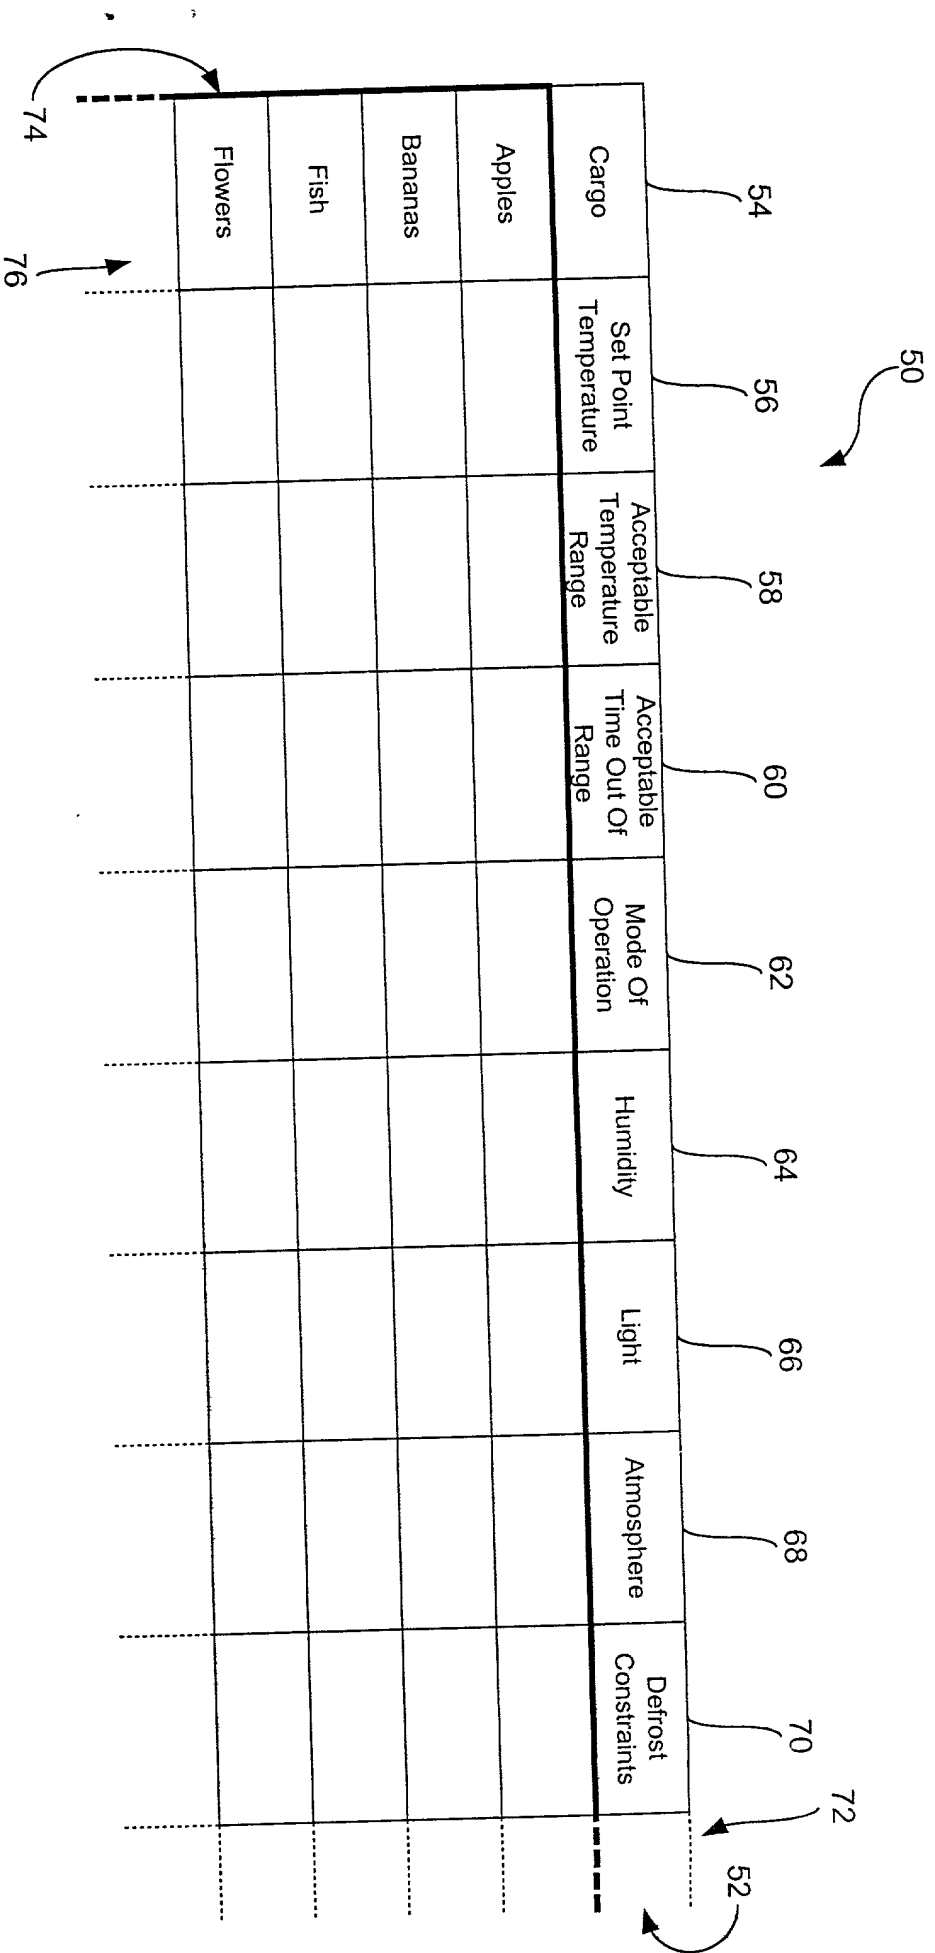 50
54
56
58
60
62
64
66
68
70
72
52
Cargo
Set Point
Temperature
Acceptable
Temperature
Range
Acceptable
Time Out Of
Range
Mode Of
Operation
Humidity
Light
Atmosphere
Defrost
Constraints
Apples
Bananas
Fish
Flowers
74
76